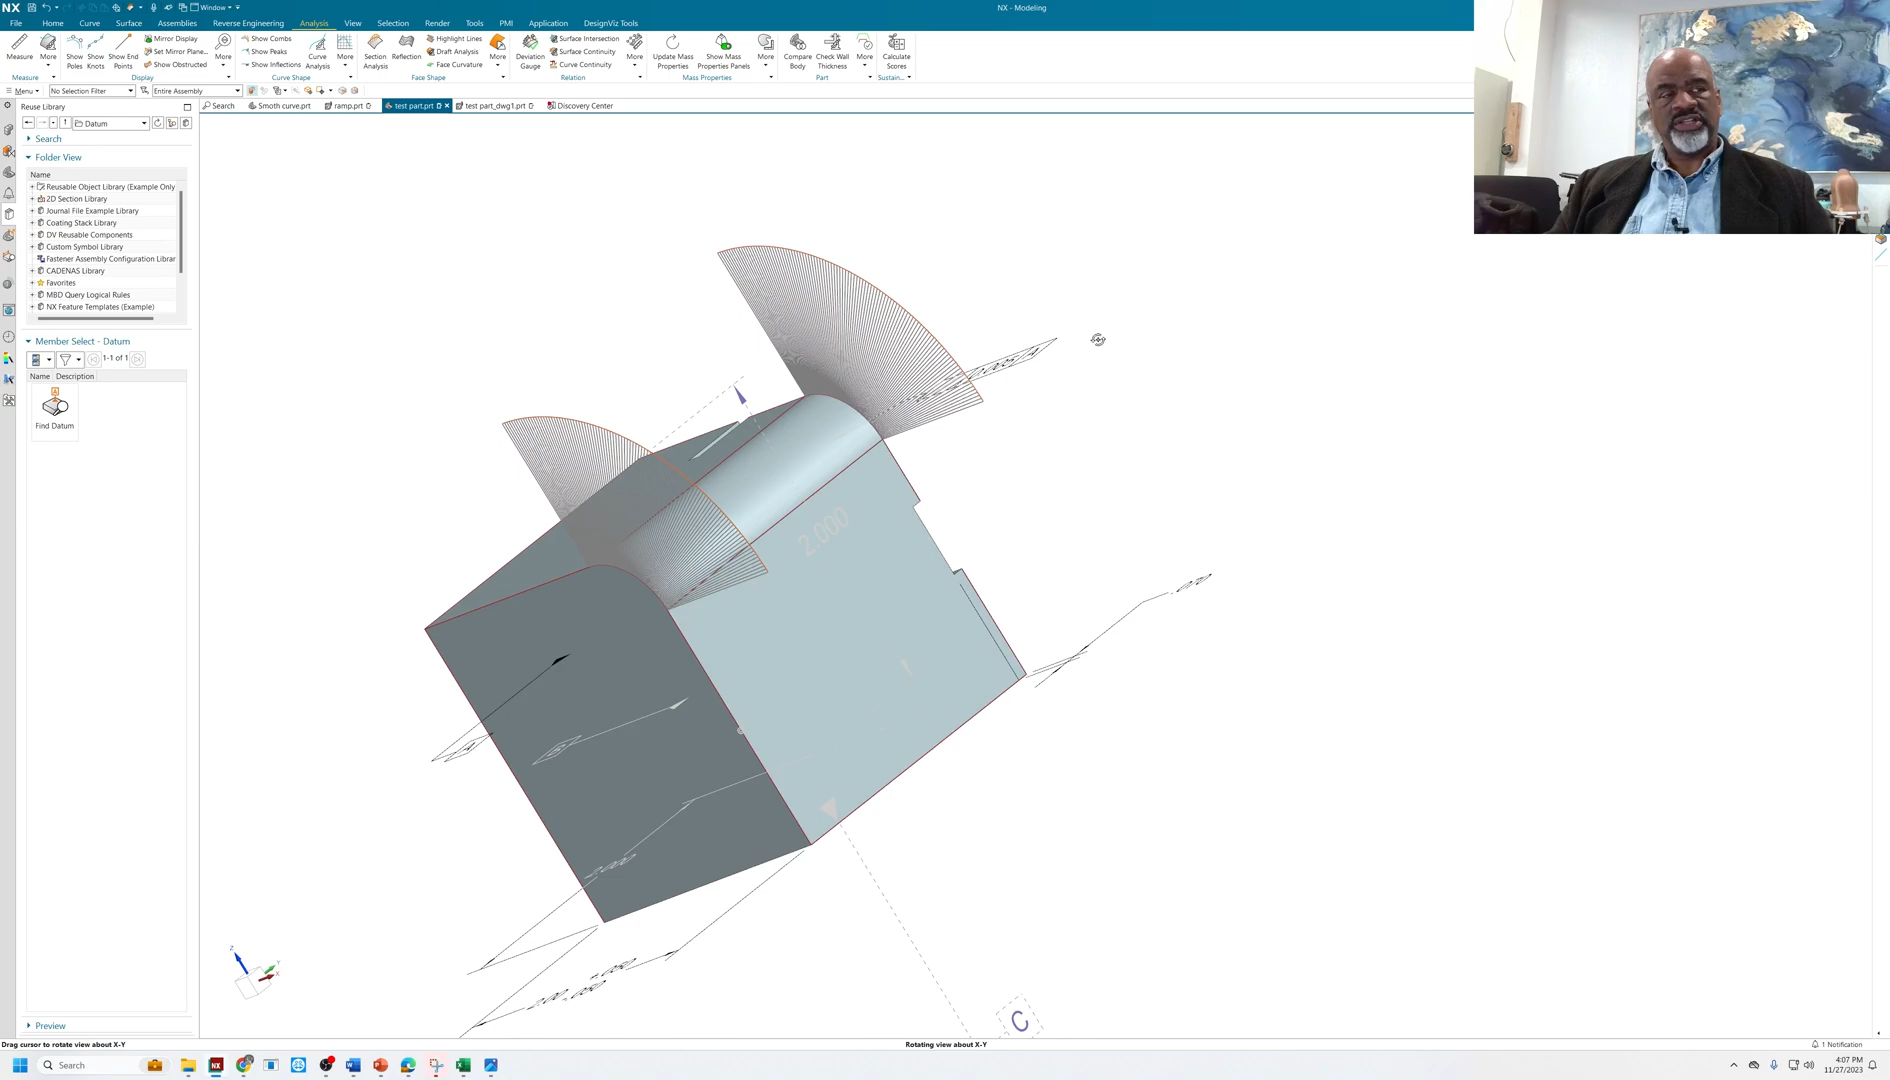 NX
Window
NX - Modeling
File Home Curve Surface Assemblies Reverse Engineering Analysis View Selection Render Tools PMI Application DesignViz Tools
Measure
More
Show Poles
Show Knots
Show End Points
Mirror Display
Set Mirror Plane...
Show Obstructed
More
Show Combs
Show Peaks
Show Inflections
Curve Analysis
More
Section Analysis
Reflection
Highlight Lines
Draft Analysis
Face Curvature
More
Deviation Gauge
Surface Intersection
Surface Continuity
Curve Continuity
More
Update Mass Properties
Show Mass Properties Panels
More
Compare Body
Check Wall Thickness
More
Calculate Scores
Measure Display Curve Shape Face Shape Relation Mass Properties Part Sustain...
Menu No Selection Filter Entire Assembly
Reuse Library
Search Smoth curve.prt ramp.prt test part.prt test part_dwg1.prt Discovery Center
Datum
Search
Folder View
Name
Reusable Object Library (Example Only
2D Section Library
Journal File Example Library
Coating Stack Library
DV Reusable Components
Custom Symbol Library
Fastener Assembly Configuration Librar
CADENAS Library
Favorites
MBD Query Logical Rules
NX Feature Templates (Example)
Member Select - Datum
1-1 of 1
Name Description
Find Datum
2.000
C
Z
Y
X
Preview
Drag cursor to rotate view about X-Y
Rotating view about X-Y
1 Notification
Search
4:07 PM
11/27/2023